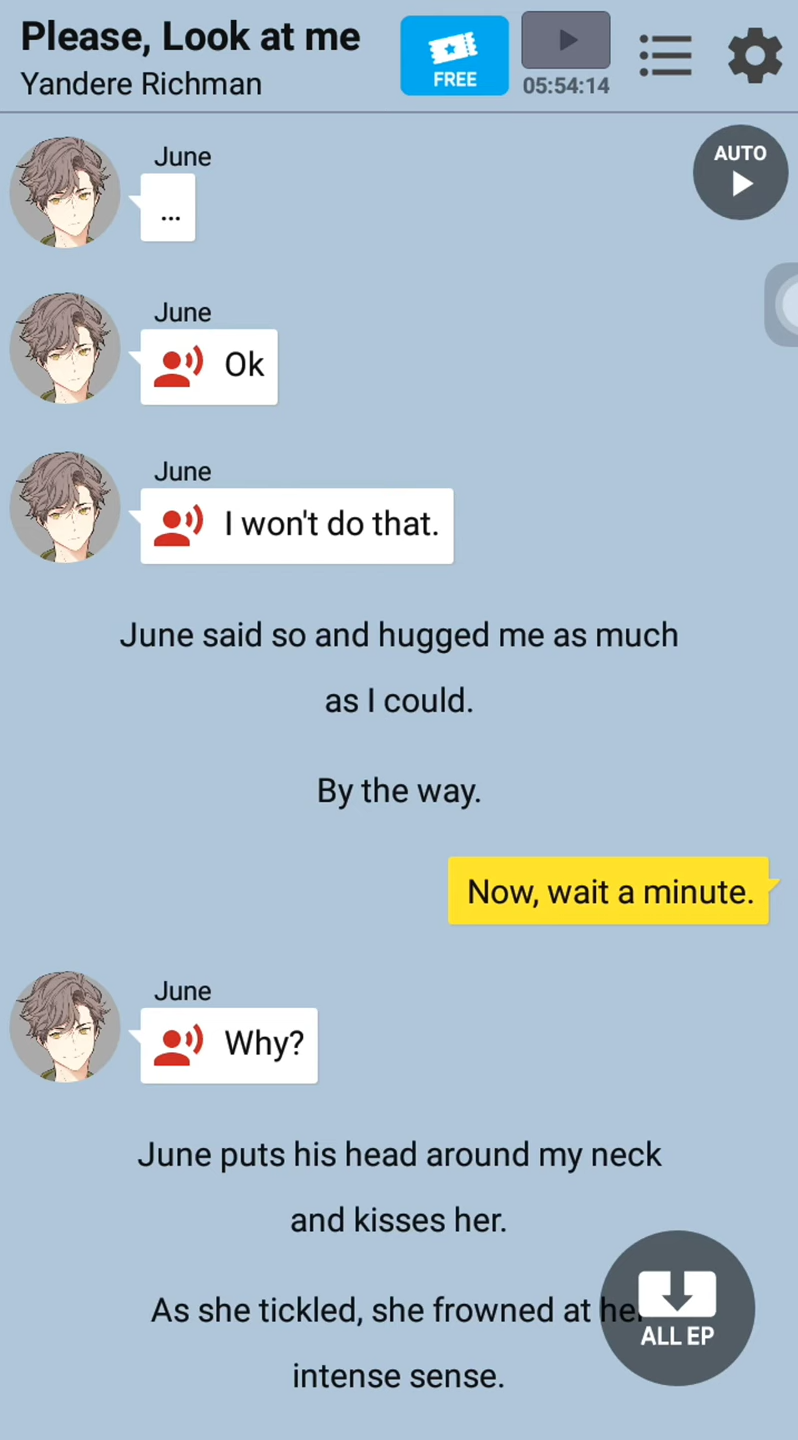 Please, Look at me
Yandere Richman
FREE
05:54:14
AUTO
June
...
June
Ok
June
I won't do that.
June said so and hugged me as much
as I could.
By the way.
Now, wait a minute.
June
Why?
June puts his head around my neck
and kisses her.
As she tickled, she frowned at her
intense sense.
ALL EP